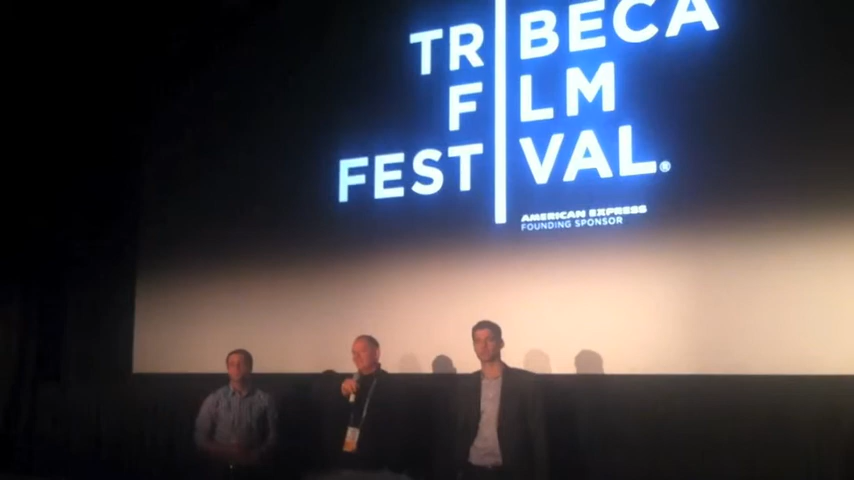 TRIBECA
FILM
FESTIVAL®
AMERICAN EXPRESS
FOUNDING SPONSOR